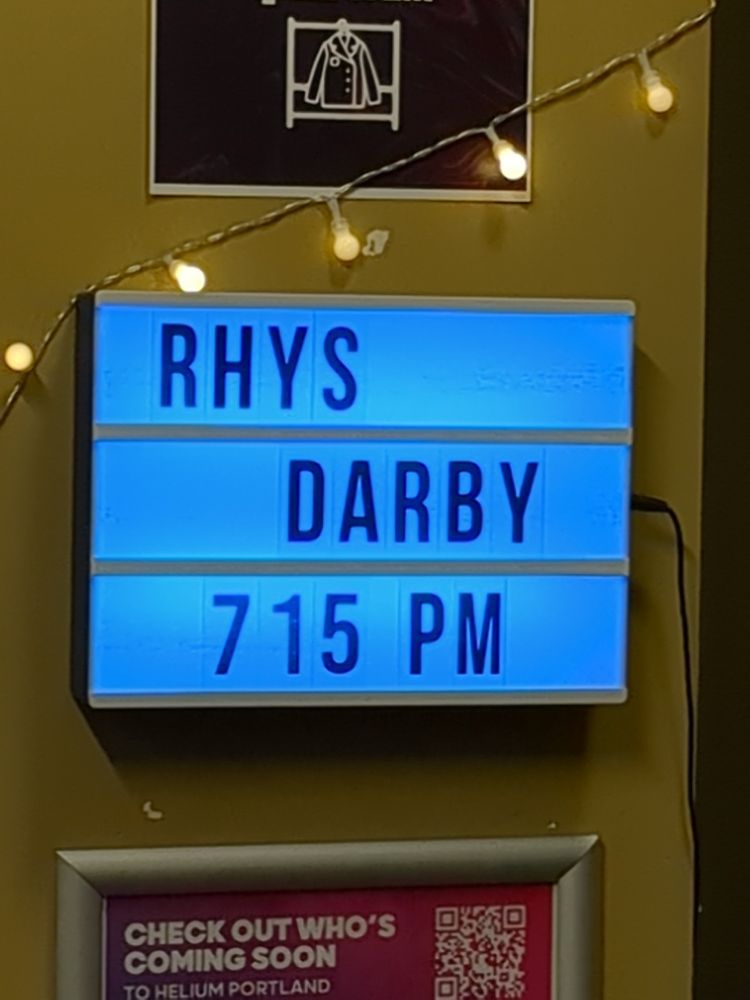 RHYS
DARBY
715 PM
CHECK OUT WHO'S
COMING SOON
TO HELIUM PORTLAND